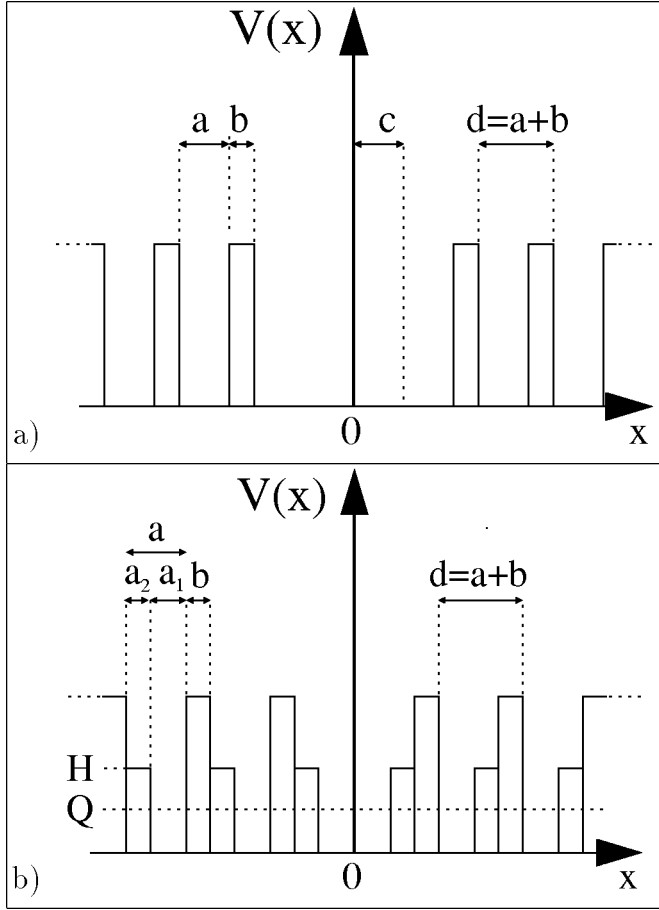 V(x)
a b c d=a+b
0 x
a)
V(x)
a
a₂ a₁ b d=a+b
H
Q
0 x
b)